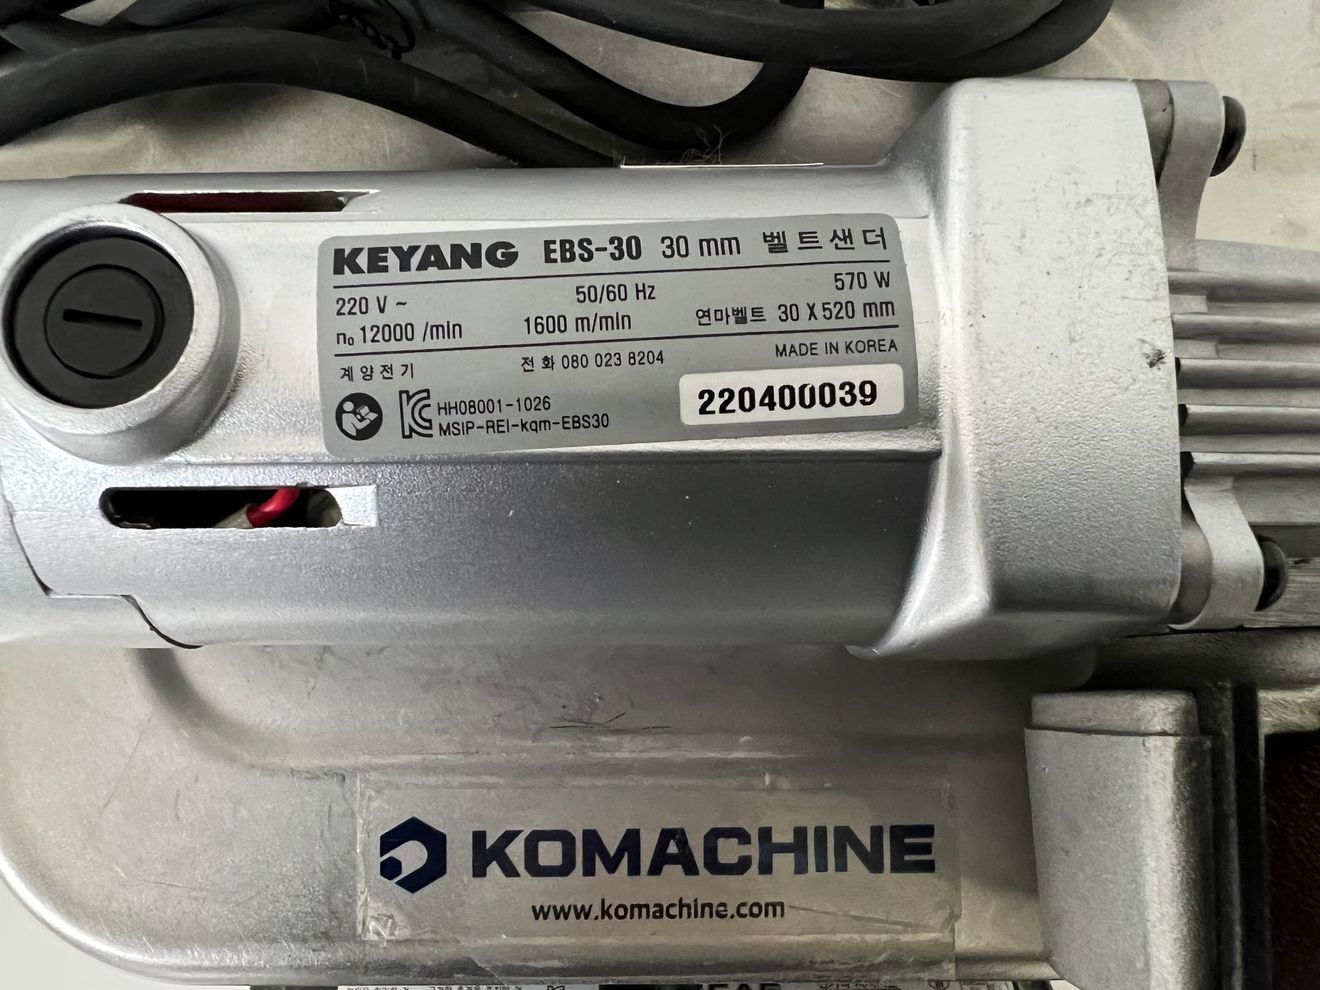 KEYANG EBS-30 30 mm 벨트샌더
220 V ~ 50/60 Hz 570 W
n₀ 12000 /min 1600 m/min 연마벨트 30 X 520 mm
계양전기 전화 080 023 8204 MADE IN KOREA
HH08001-1026
MSIP-REI-kqm-EBS30
220400039
KOMACHINE
www.komachine.com